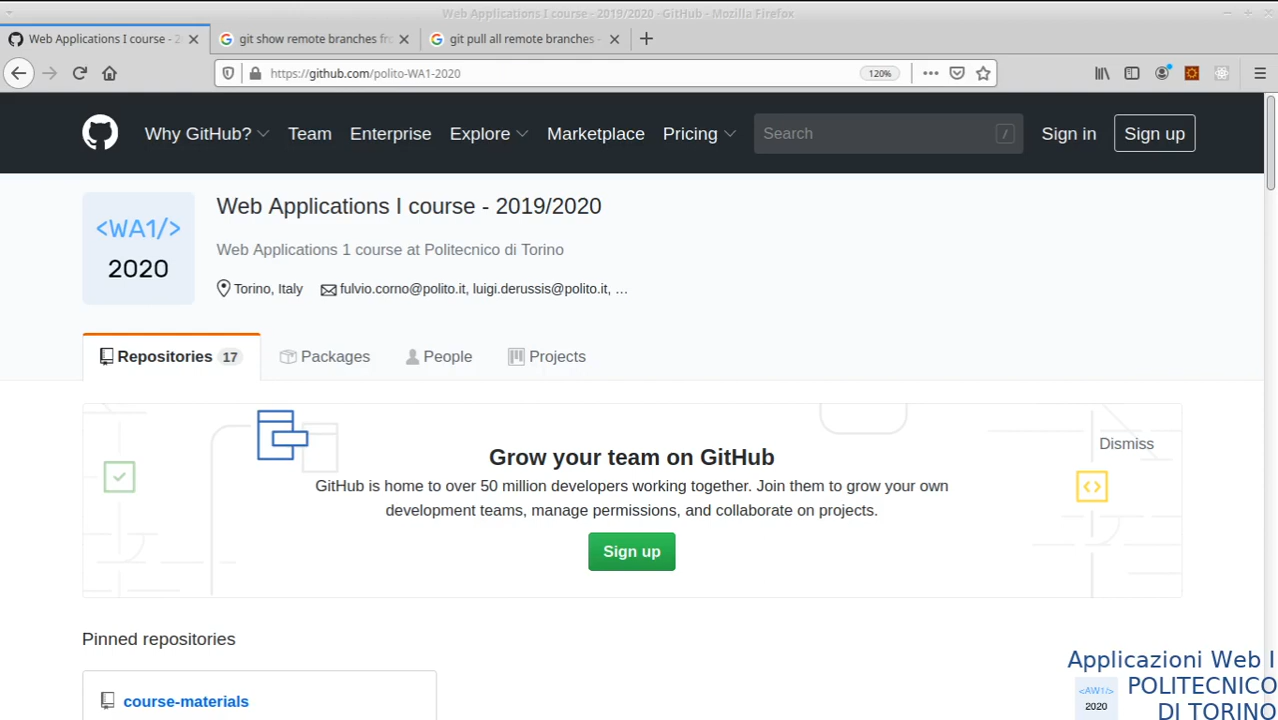 Web Applications I course - 2019/2020 · GitHub - Mozilla Firefox
Web Applications I course - 2
git show remote branches fro
git pull all remote branches -
https://github.com/polito-WA1-2020
120%
Why GitHub?
Team
Enterprise
Explore
Marketplace
Pricing
Search
/
Sign in
Sign up
<WA1/>
2020
Web Applications I course - 2019/2020
Web Applications 1 course at Politecnico di Torino
Torino, Italy
fulvio.corno@polito.it, luigi.derussis@polito.it, …
Repositories 17
Packages
People
Projects
Grow your team on GitHub
Dismiss
GitHub is home to over 50 million developers working together. Join them to grow your own
development teams, manage permissions, and collaborate on projects.
Sign up
Pinned repositories
course-materials
Applicazioni Web I
<AW1/>
2020
POLITECNICO
DI TORINO